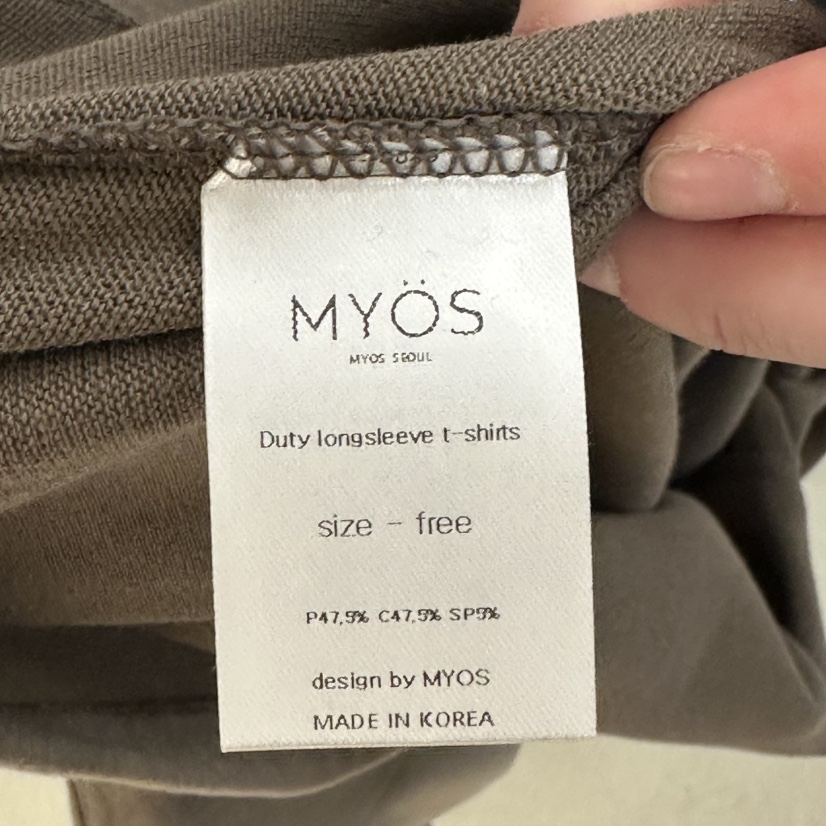 MYÖS
MYOS SEOUL
Duty longsleeve t-shirts
size - free
P47,5% C47,5% SP5%
design by MYOS
MADE IN KOREA